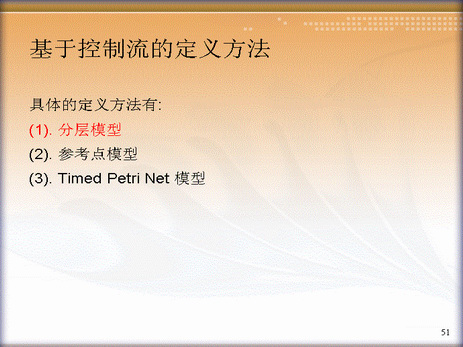 基于控制流的定义方法
具体的定义方法有:
(1). 分层模型
(2). 参考点模型
(3). Timed Petri Net 模型
51